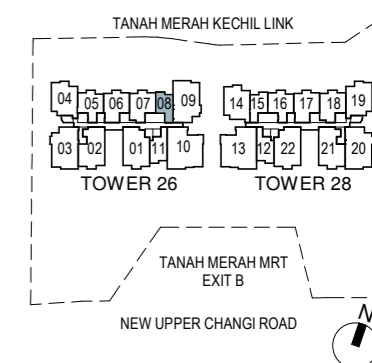 TANAH MERAH KECHIL LINK
04 05 06 07 08 09 14 15 16 17 18 19
03 02 01 11 10 13 12 22 21 20
TOWER 26 TOWER 28
TANAH MERAH MRT
EXIT B
NEW UPPER CHANGI ROAD
N